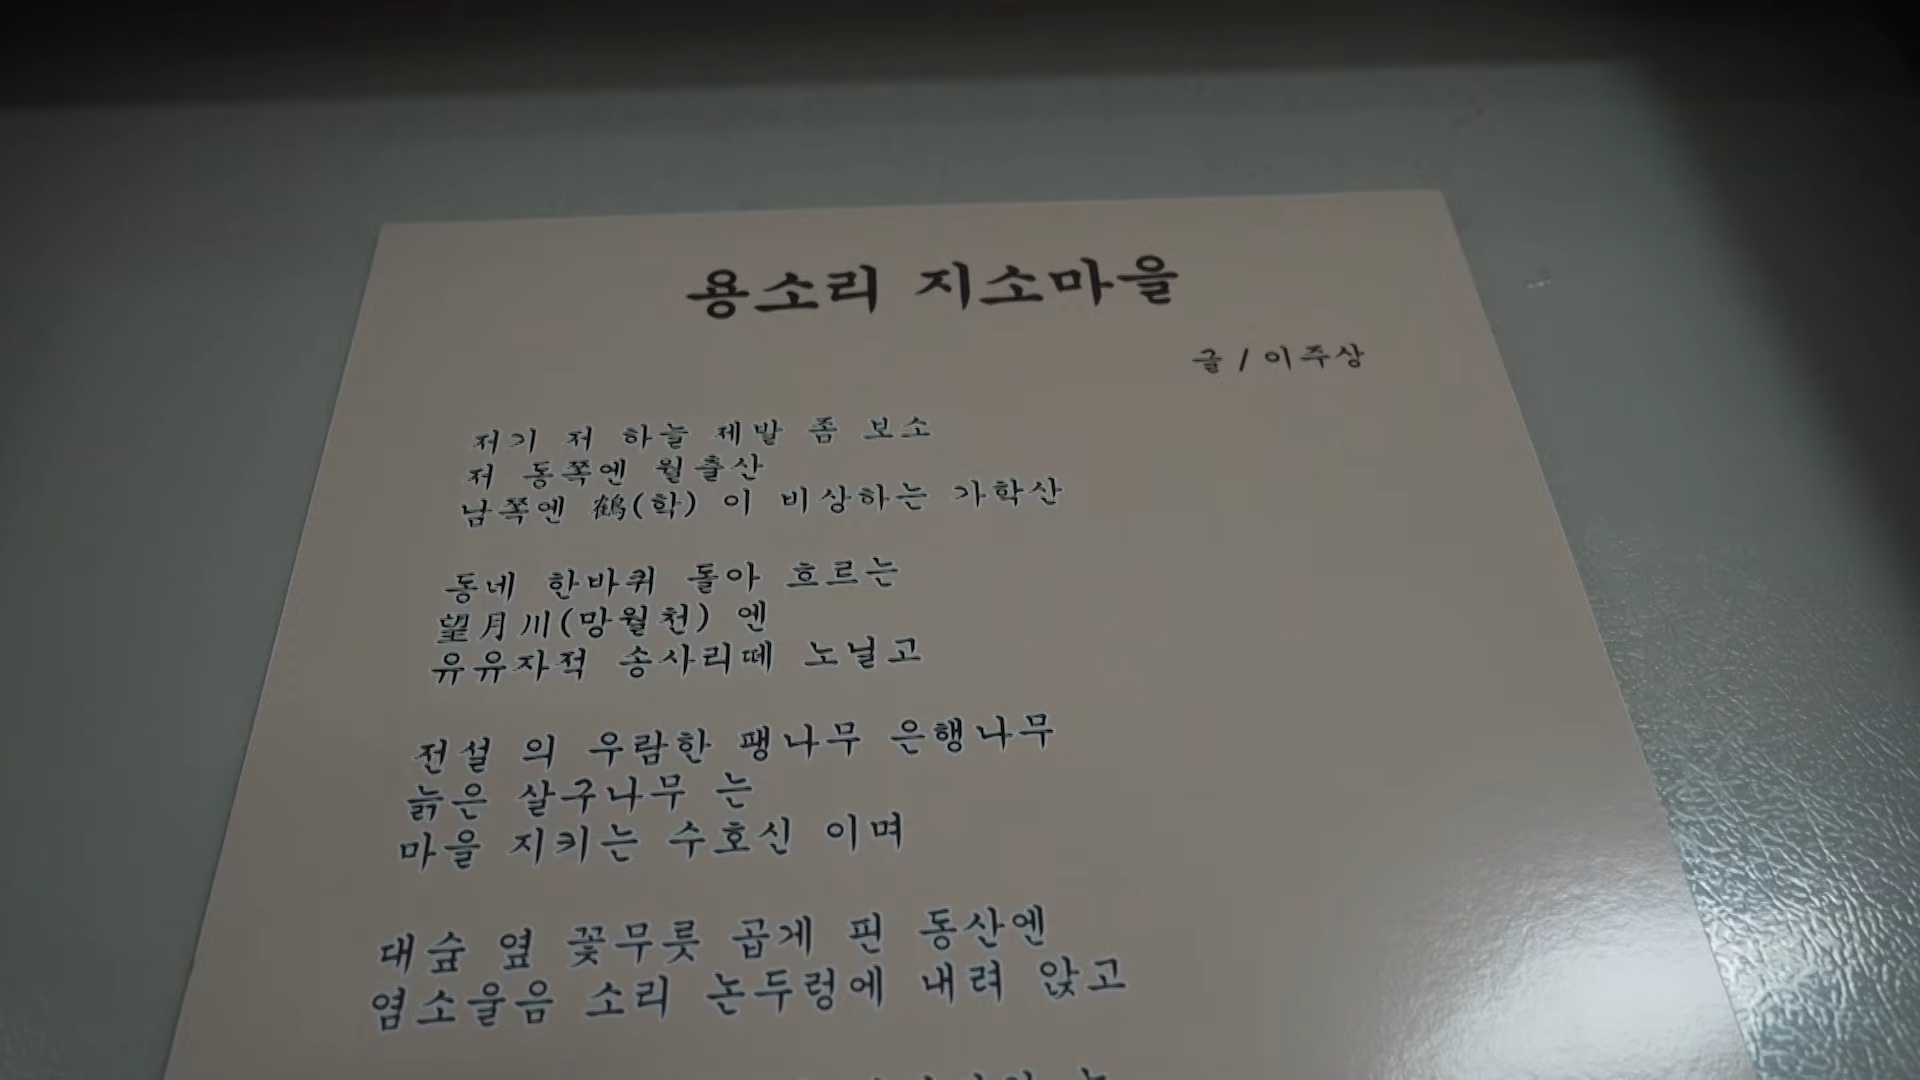 용소리 지소마을
글 / 이주상
저기 저 하늘 제발 좀 보소
저 동쪽엔 월출산
남쪽엔 鶴(학) 이 비상하는 가학산
동네 한바퀴 돌아 흐르는
望月川(망월천) 엔
유유자적 송사리떼 노닐고
전설 의 우람한 팽나무 은행나무
늙은 살구나무 는
마을 지키는 수호신 이며
대숲 옆 꽃무릇 곱게 핀 동산엔
염소울음 소리 논두렁에 내려 앉고